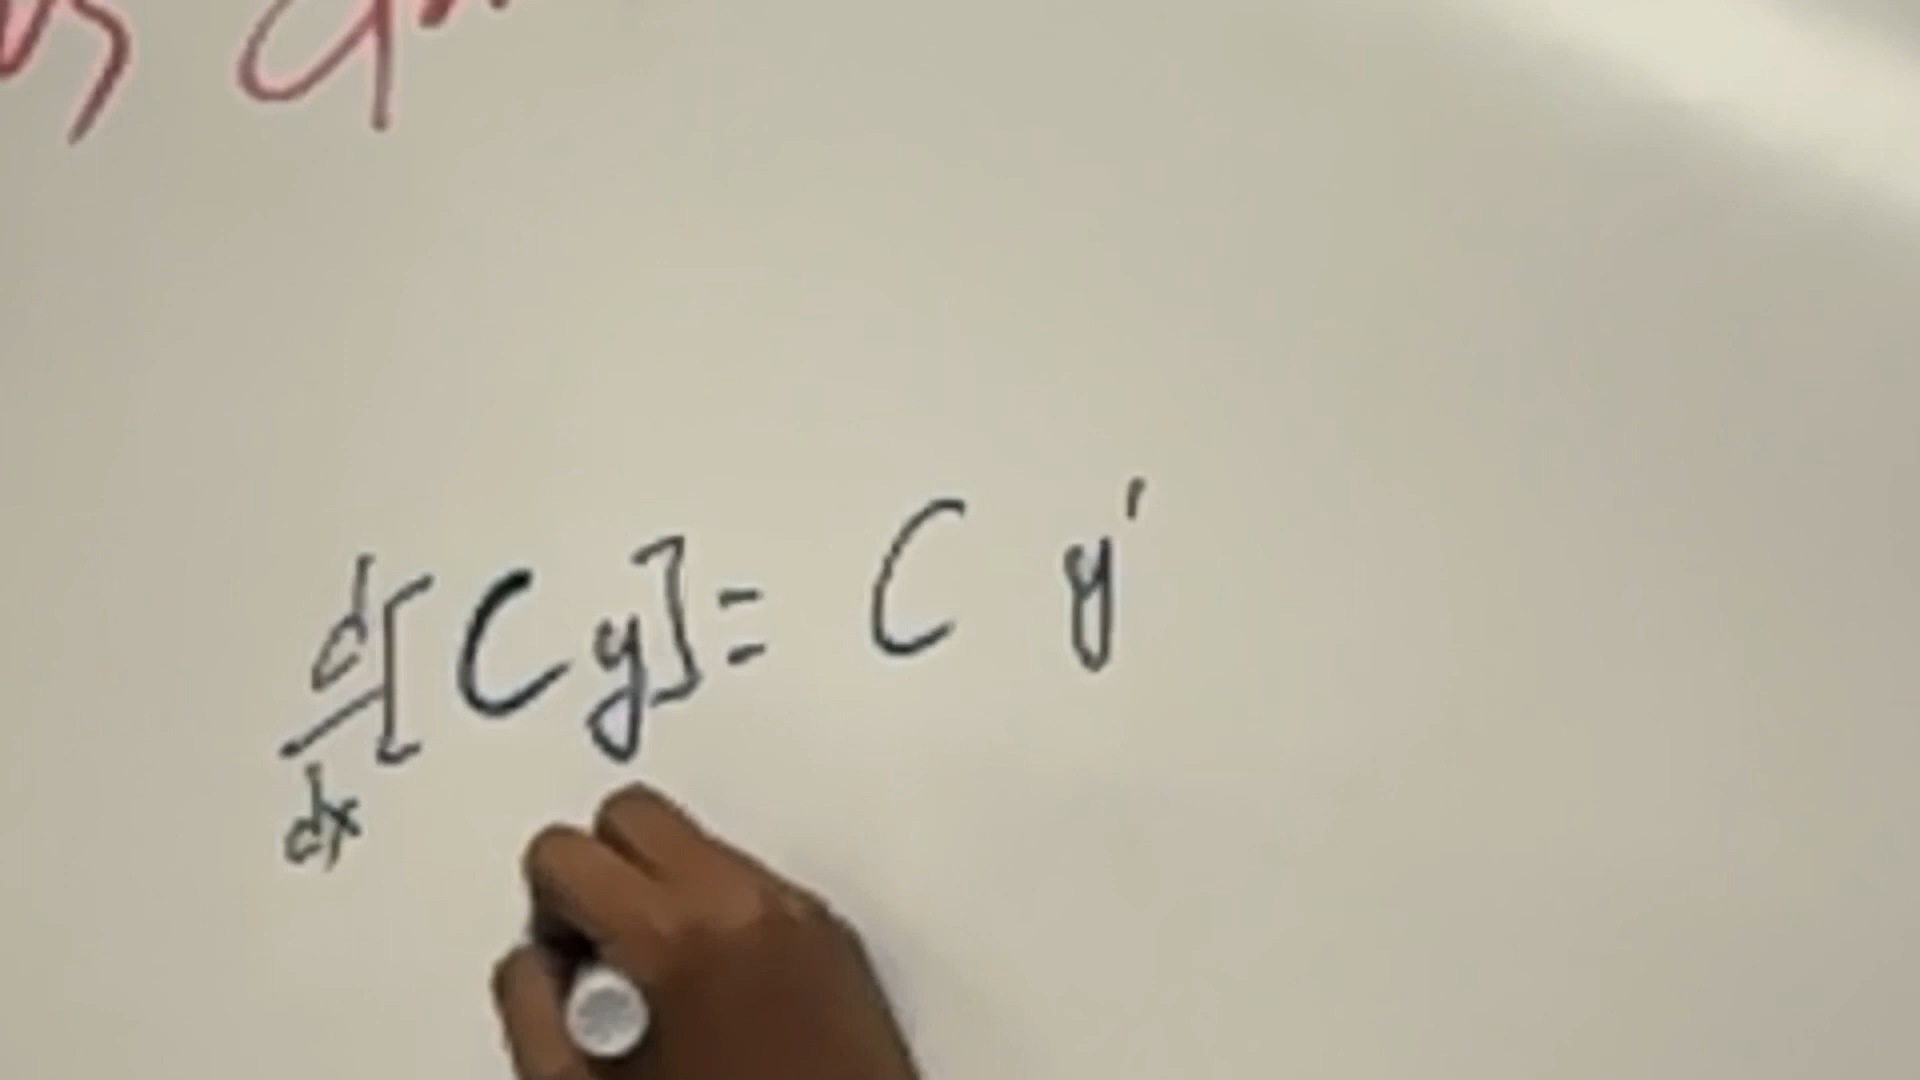 d/dx [Cy] = C y'